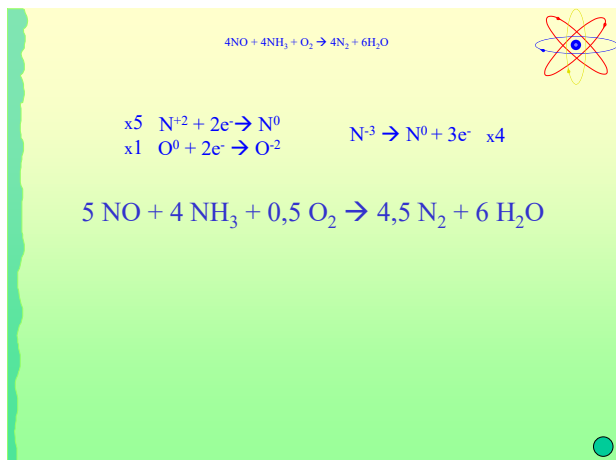 4NO + 4NH₃ + O₂ → 4N₂ + 6H₂O
x5 N⁺² + 2e⁻ → N⁰
x1 O⁰ + 2e⁻ → O⁻²
N⁻³ → N⁰ + 3e⁻ x4
5 NO + 4 NH₃ + 0,5 O₂ → 4,5 N₂ + 6 H₂O